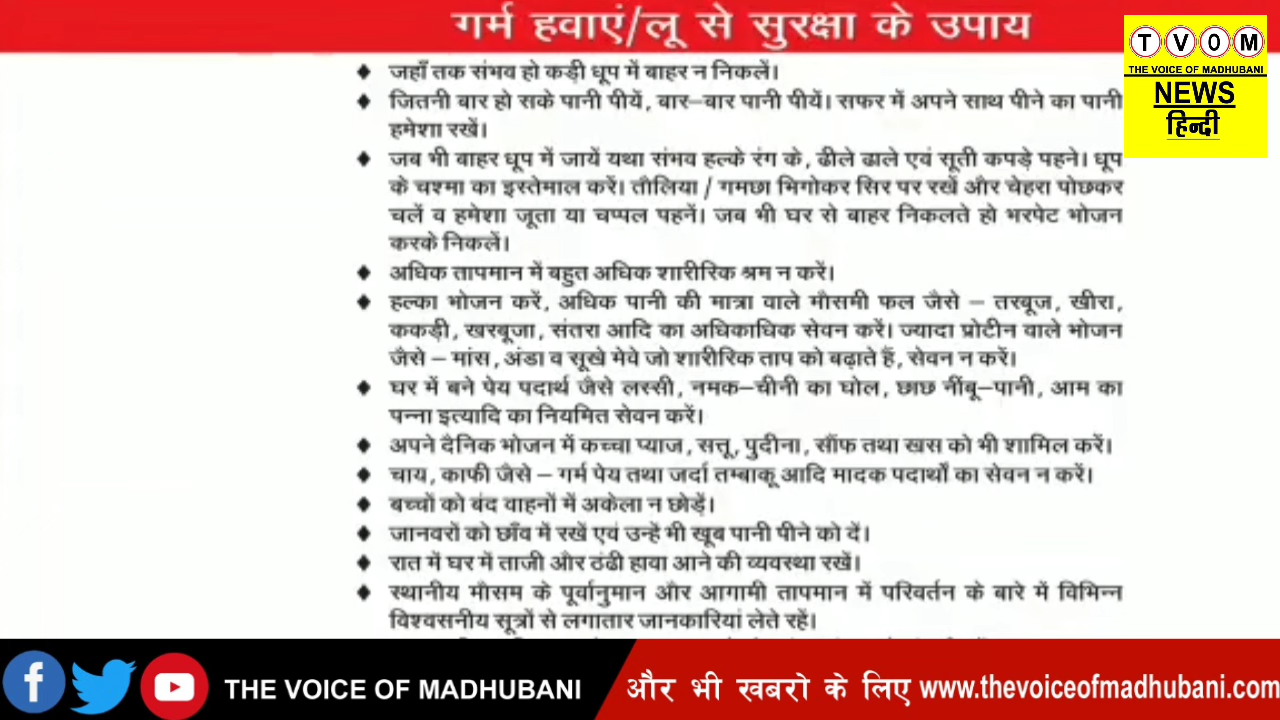 गर्म हवाएं/लू से सुरक्षा के उपाय
T V O M
THE VOICE OF MADHUBANI
NEWS
हिन्दी
♦ जहाँ तक संभव हो कड़ी धूप में बाहर न निकलें।
♦ जितनी बार हो सके पानी पीयें, बार–बार पानी पीयें। सफर में अपने साथ पीने का पानी
हमेशा रखें।
♦ जब भी बाहर धूप में जायें यथा संभव हल्के रंग के, ढीले ढाले एवं सूती कपड़े पहने। धूप
के चश्मा का इस्तेमाल करें। तौलिया / गमछा भिगोकर सिर पर रखें और चेहरा पोछकर
चलें व हमेशा जूता या चप्पल पहनें। जब भी घर से बाहर निकलते हो भरपेट भोजन
करके निकलें।
♦ अधिक तापमान में बहुत अधिक शारीरिक श्रम न करें।
♦ हल्का भोजन करें, अधिक पानी की मात्रा वाले मौसमी फल जैसे – तरबूज, खीरा,
ककड़ी, खरबूजा, संतरा आदि का अधिकाधिक सेवन करें। ज्यादा प्रोटीन वाले भोजन
जैसे – मांस, अंडा व सूखे मेवे जो शारीरिक ताप को बढ़ाते हैं, सेवन न करें।
♦ घर में बने पेय पदार्थ जैसे लस्सी, नमक–चीनी का घोल, छाछ नींबू–पानी, आम का
पन्ना इत्यादि का नियमित सेवन करें।
♦ अपने दैनिक भोजन में कच्चा प्याज, सत्तू, पुदीना, सौंफ तथा खस को भी शामिल करें।
♦ चाय, काफी जैसे – गर्म पेय तथा जर्दा तम्बाकू आदि मादक पदार्थों का सेवन न करें।
♦ बच्चों को बंद वाहनों में अकेला न छोड़ें।
♦ जानवरों को छाँव में रखें एवं उन्हें भी खूब पानी पीने को दें।
♦ रात में घर में ताजी और ठंढी हावा आने की व्यवस्था रखें।
♦ स्थानीय मौसम के पूर्वानुमान और आगामी तापमान में परिवर्तन के बारे में विभिन्न
विश्वसनीय सूत्रों से लगातार जानकारियां लेते रहें।
THE VOICE OF MADHUBANI
और भी खबरो के लिए www.thevoiceofmadhubani.com